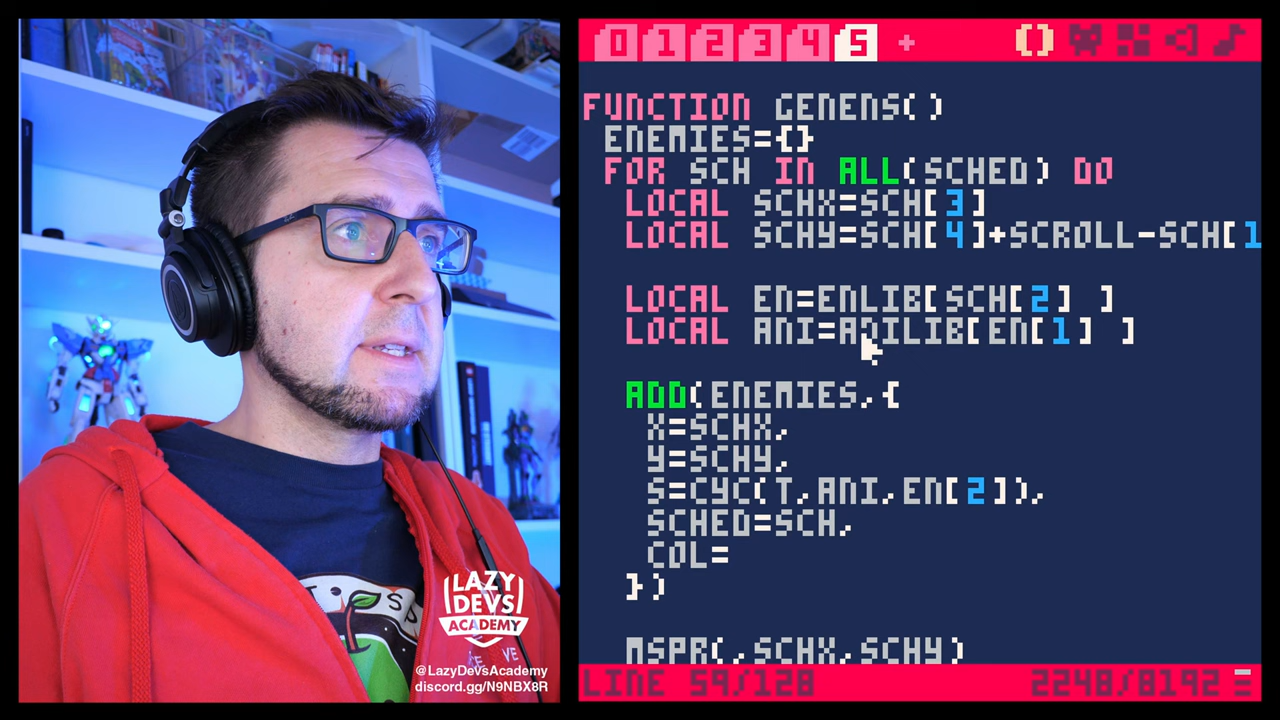 0 1 2 3 4 5 +
FUNCTION GENENS()
ENEMIES={}
FOR SCH IN ALL(SCHED) DO
LOCAL SCHX=SCH[3]
LOCAL SCHY=SCH[4]+SCROLL-SCH[1
LOCAL EN=ENLIB[SCH[2] ]
LOCAL ANI=ANILIB[EN[1] ]
ADD(ENEMIES,{
X=SCHX,
Y=SCHY,
S=CYC(T,ANI,EN[2]),
SCHED=SCH,
COL=
})
MSPR(,SCHX,SCHY)
LINE 59/128
2248/8192
LAZY
DEVS
ACADEMY
@LazyDevsAcademy
discord.gg/N9NBX8R